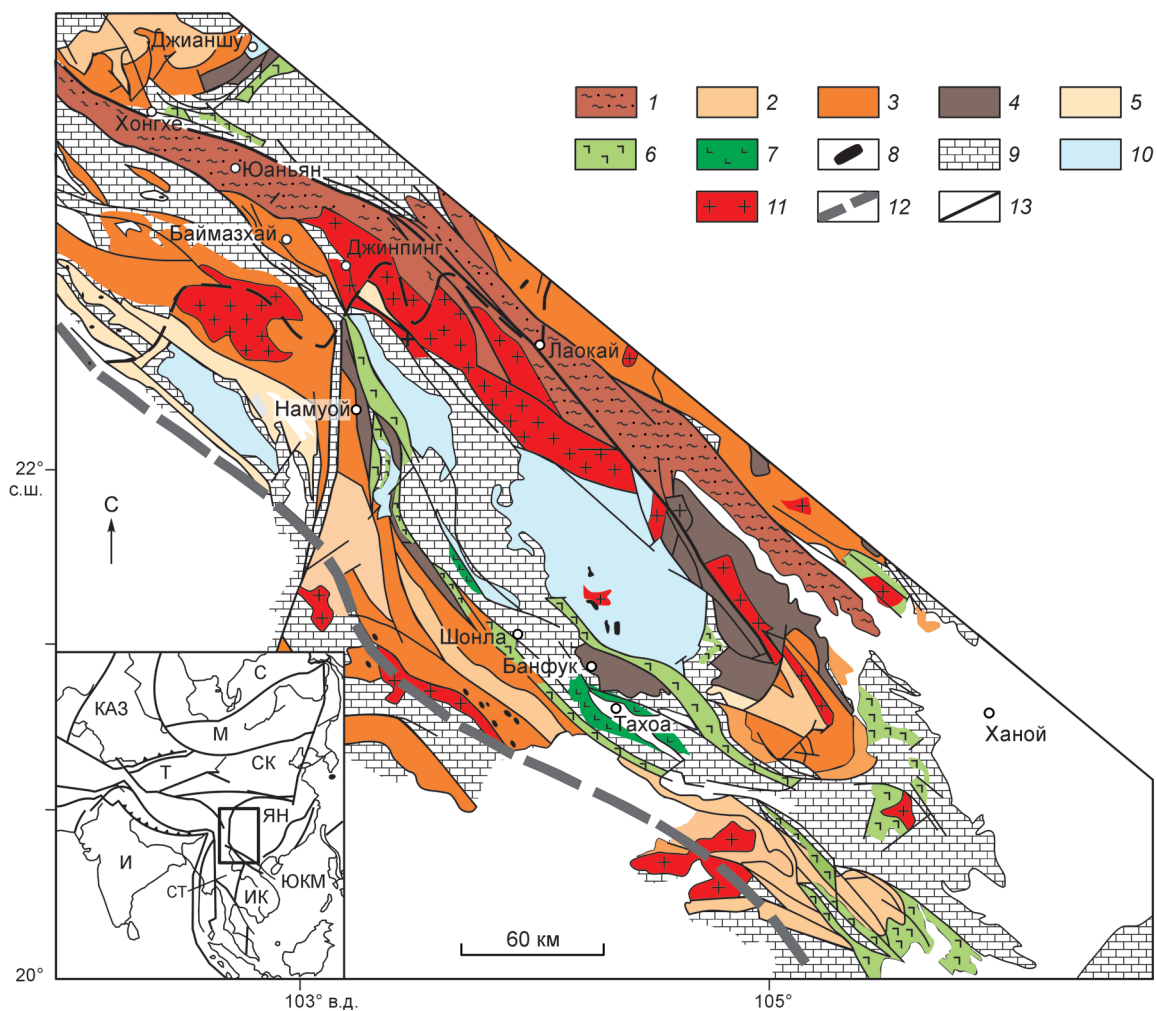 Джианшу
1
2
3
4
5
Хонгхе
6
7
8
9
10
Юаньян
11
12
13
Баймазхай
Джинпинг
Лаокай
Намуой
22°
с.ш.
С
Шонла
Банфук
Тахоа
Ханой
С
КАЗ
М
Т
СК
ЯН
И
СТ
ИК
ЮКМ
60 км
20°
103° в.д.
105°